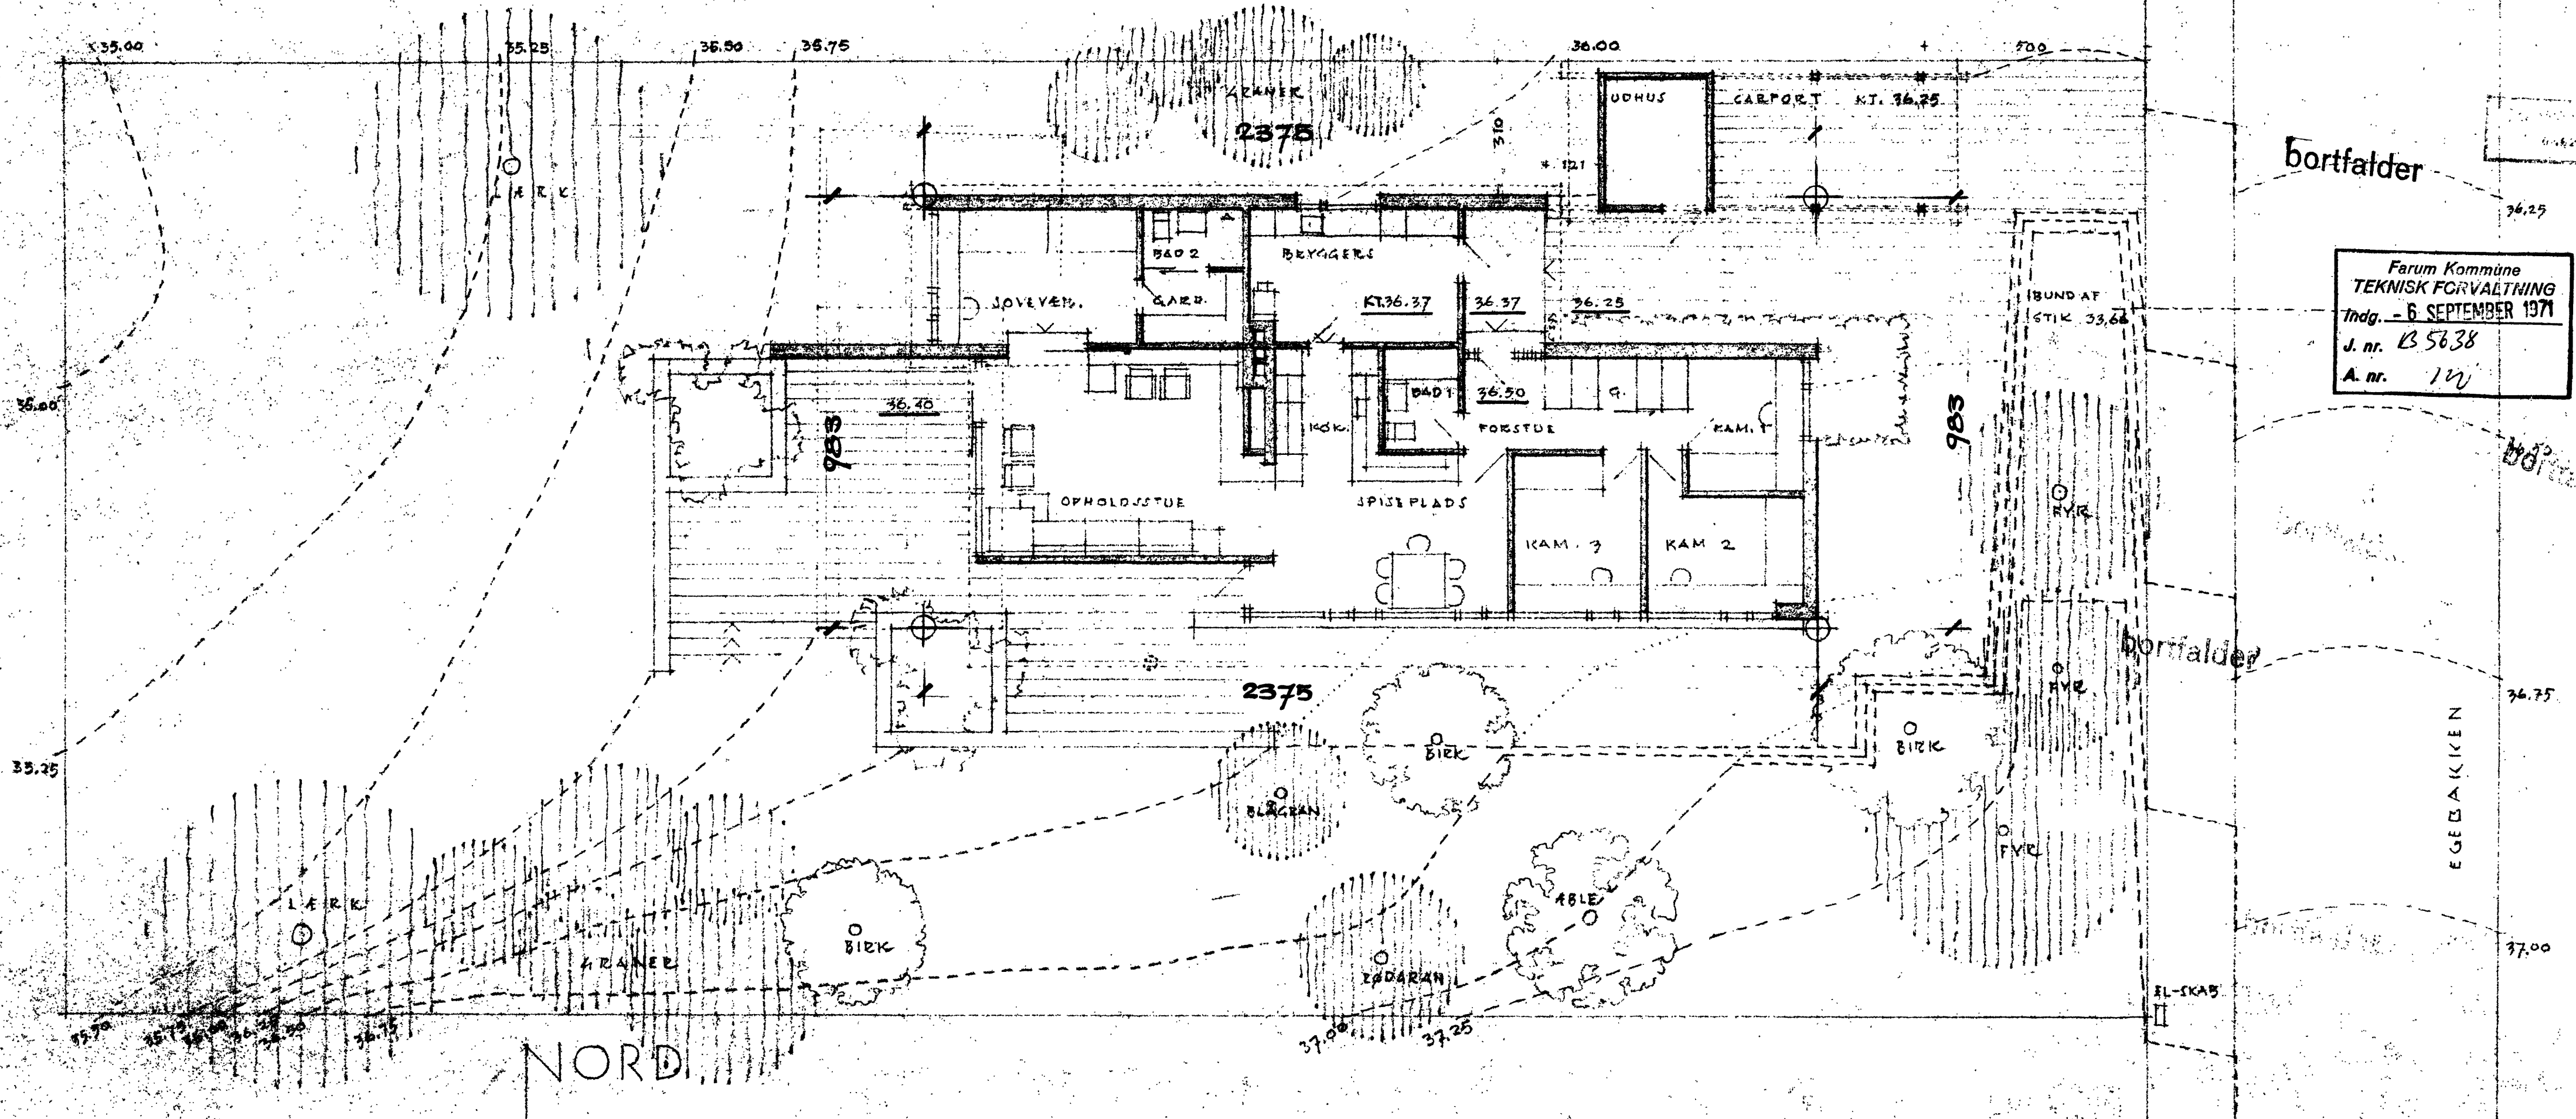 35.00
35.25
35.50
35.75
36.00
500
GRANER
2375
310
UDHUS
CARPORT KT. 36.25
bortfalder
LÆRK
36,25
BAD 2
BRYGGERS
SOVEVÆR.
GARD.
KT.36.37
36.37
36.25
BUND AF
STIK 33,66
Farum Kommune
TEKNISK FORVALTNING
Indg. - 6 SEPTEMBER 1971
J. nr. B 5638
A. nr.
35.00
36.40
983
BAD 1
36.50
G.
KØK.
FORSTUE
KAM. 1
983
OPHOLDSSTUE
SPISEPLADS
FYR
KAM. 3
KAM 2
bortfalder
FYR
2375
36.75
BIRK
BIRK
35.25
BLÅGRAN
EGEBAKKEN
FYR
LÆRK
ÆBLE
BIRK
GRANER
RØDGRAN
37.00
EL-SKAB
36.75
37.00
37.25
NORD